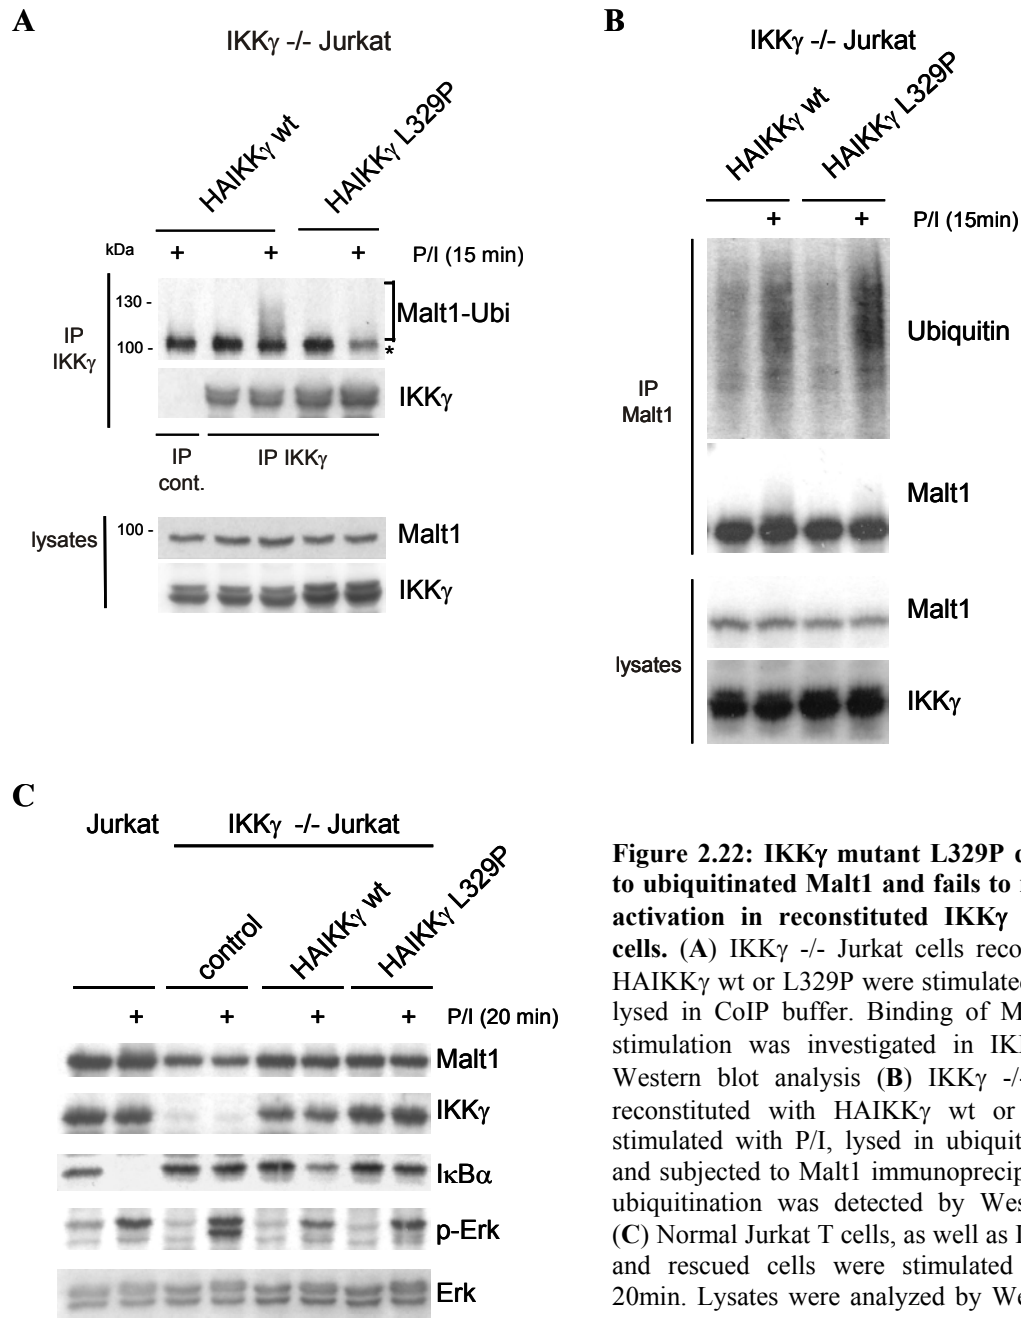 A
IKKγ -/- Jurkat
HAIKKγ wt
HAIKKγ L329P
kDa
+ + + P/I (15 min)
130 -
100 -
Malt1-Ubi
*
IP
IKKγ
IKKγ
IP
cont.
IP IKKγ
lysates
100 -
Malt1
IKKγ
B
IKKγ -/- Jurkat
HAIKKγ wt
HAIKKγ L329P
+ + P/I (15min)
IP
Malt1
Ubiquitin
Malt1
lysates
Malt1
IKKγ
C
Jurkat
IKKγ -/- Jurkat
control
HAIKKγ wt
HAIKKγ L329P
+ + + + P/I (20 min)
Malt1
IKKγ
IκBα
p-Erk
Erk
Figure 2.22: IKKγ mutant L329P
to ubiquitinated Malt1 and fails to
activation in reconstituted IKKγ
cells. (A) IKKγ -/- Jurkat cells
HAIKKγ wt or L329P were stimulated
lysed in CoIP buffer. Binding of
stimulation was investigated in
Western blot analysis (B) IKKγ
reconstituted with HAIKKγ wt or
stimulated with P/I, lysed in
and subjected to Malt1
ubiquitination was detected by
(C) Normal Jurkat T cells, as well as
and rescued cells were stimulated
20min. Lysates were analyzed by